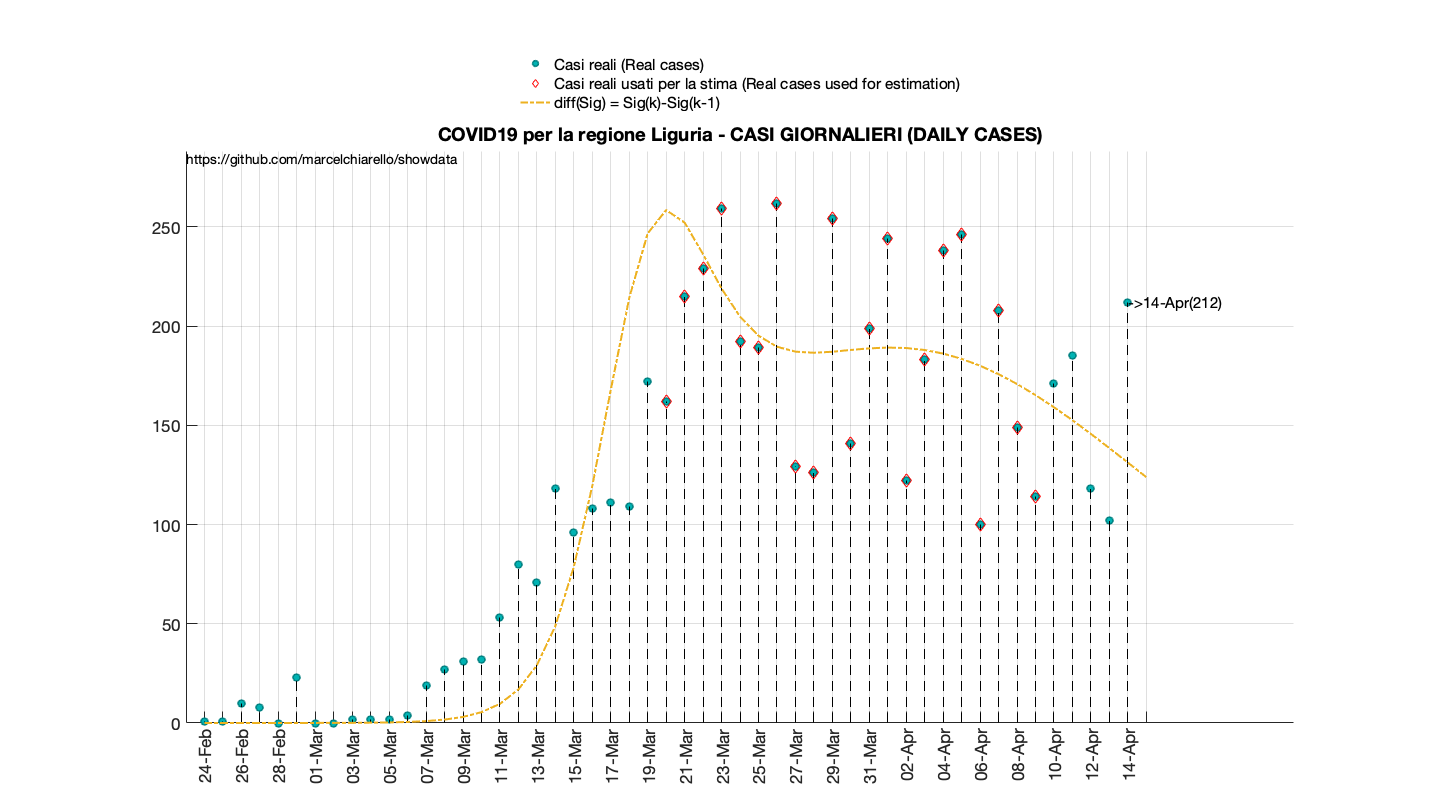 Casi reali (Real cases)
Casi reali usati per la stima (Real cases used for estimation)
diff(Sig) = Sig(k)-Sig(k-1)
COVID19 per la regione Liguria - CASI GIORNALIERI (DAILY CASES)
https://github.com/marcelchiarello/showdata
250
200
150
100
50
0
->14-Apr(212)
24-Feb
26-Feb
28-Feb
01-Mar
03-Mar
05-Mar
07-Mar
09-Mar
11-Mar
13-Mar
15-Mar
17-Mar
19-Mar
21-Mar
23-Mar
25-Mar
27-Mar
29-Mar
31-Mar
02-Apr
04-Apr
06-Apr
08-Apr
10-Apr
12-Apr
14-Apr